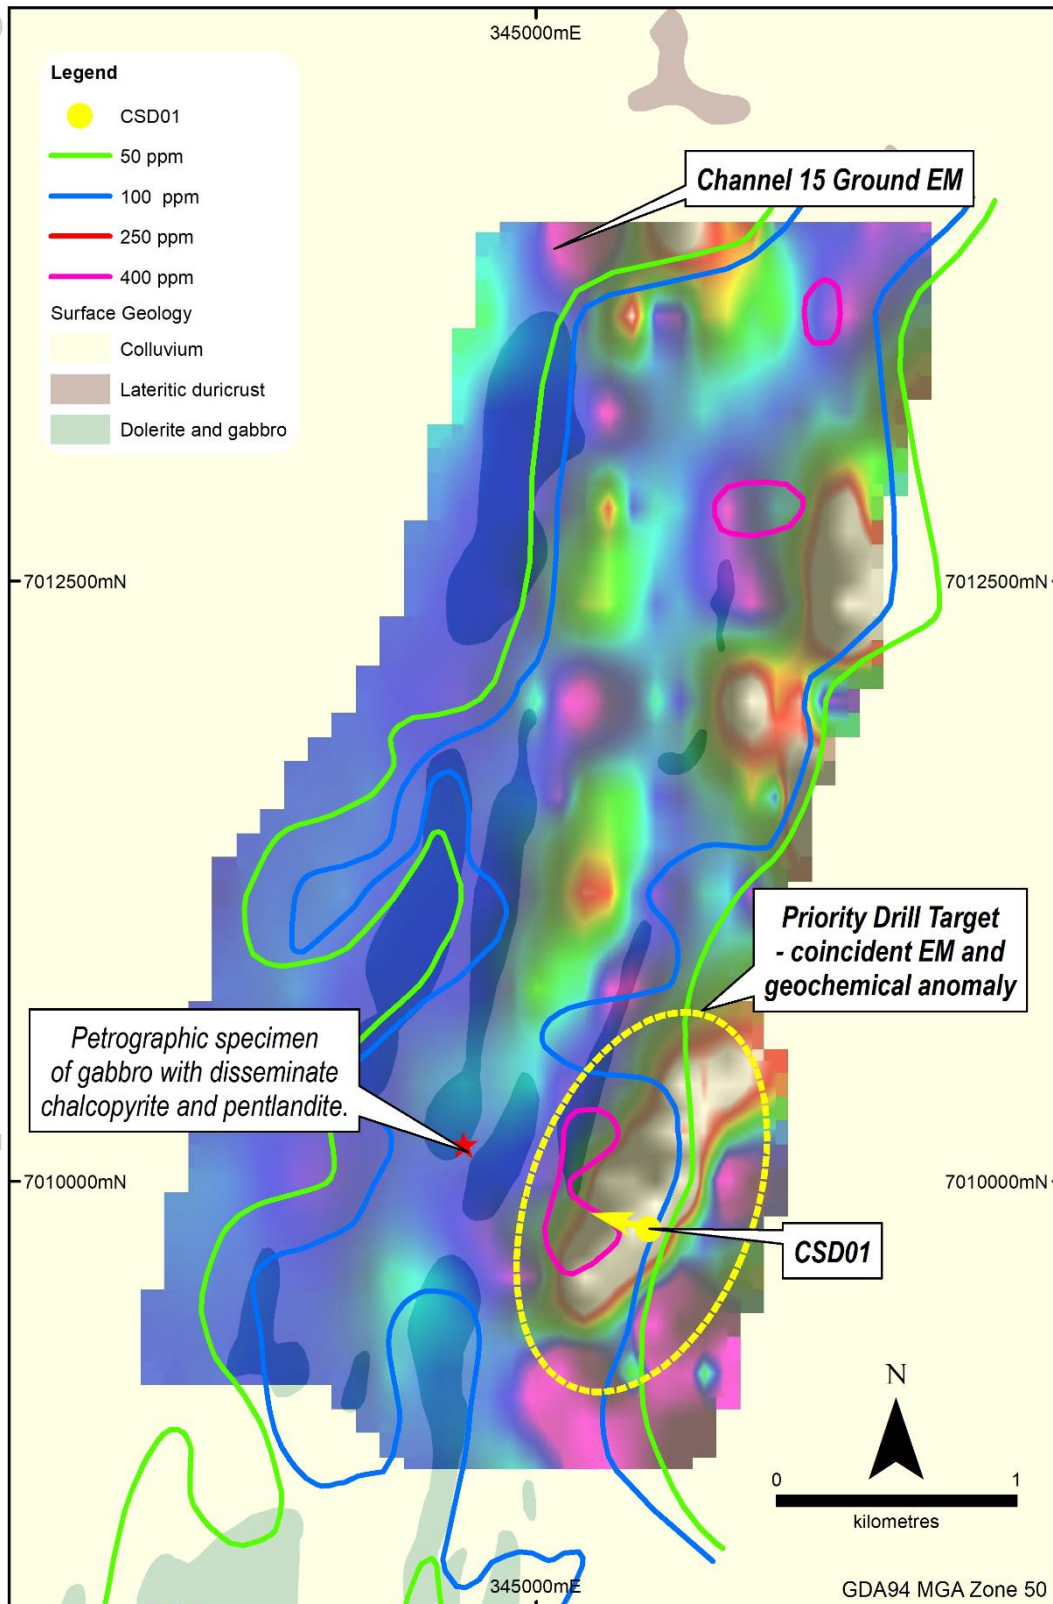 345000mE
Legend
CSD01
50 ppm
100 ppm
250 ppm
400 ppm
Surface Geology
Colluvium
Lateritic duricrust
Dolerite and gabbro
Channel 15 Ground EM
7012500mN
7012500mN
Priority Drill Target
- coincident EM and
geochemical anomaly
Petrographic specimen
of gabbro with disseminate
chalcopyrite and pentlandite.
7010000mN
7010000mN
CSD01
N
0 1
kilometres
345000mE
GDA94 MGA Zone 50